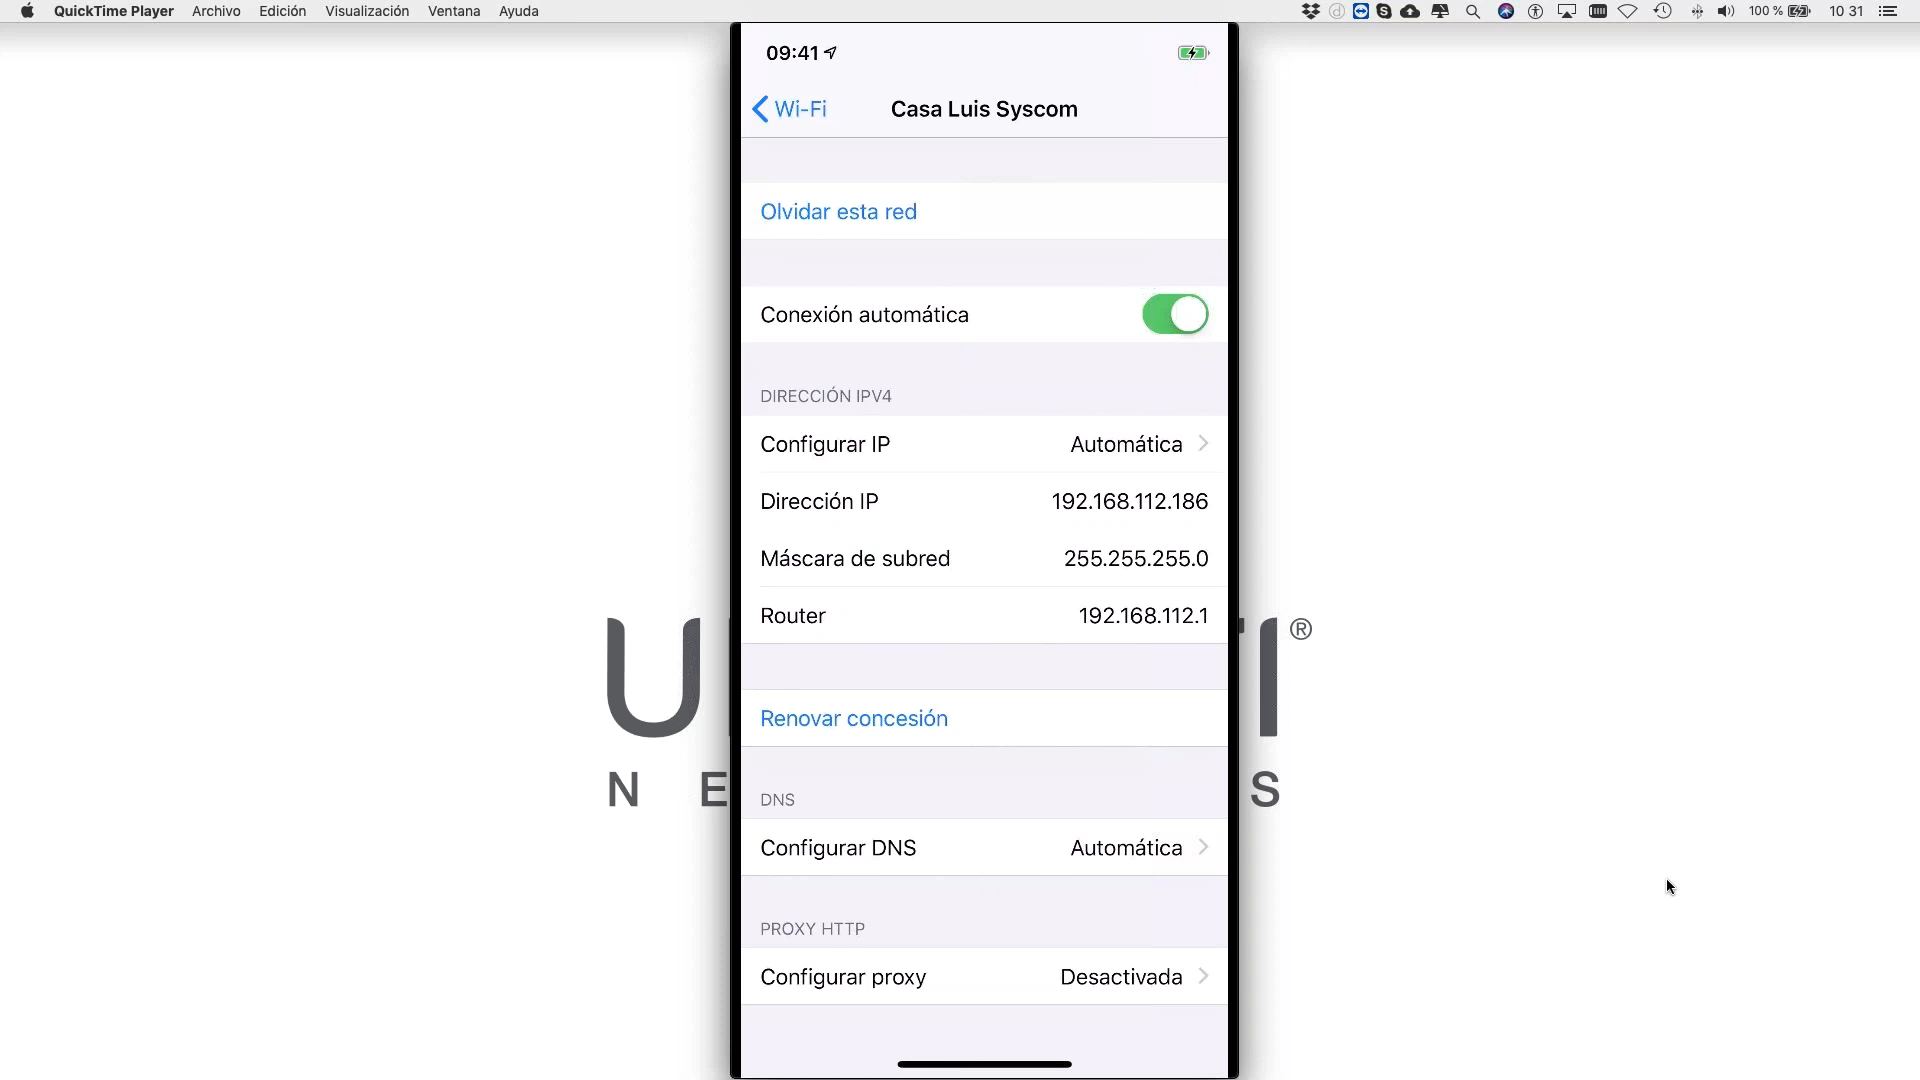 QuickTime Player Archivo Edición Visualización Ventana Ayuda 100 % 10 31
09:41
Wi-Fi Casa Luis Syscom
Olvidar esta red
Conexión automática
DIRECCIÓN IPV4
Configurar IP Automática
Dirección IP 192.168.112.186
Máscara de subred 255.255.255.0
Router 192.168.112.1
U I ®
Renovar concesión
N E S
DNS
Configurar DNS Automática
PROXY HTTP
Configurar proxy Desactivada